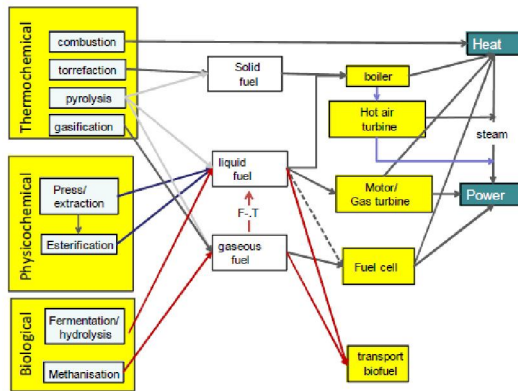 Thermochemical
combustion
torrefaction
pyrolysis
gasification
Physicochemical
Press/
extraction
Esterification
Biological
Fermentation/
hydrolysis
Methanisation
Solid
fuel
liquid
fuel
F-.T
gaseous
fuel
boiler
Hot air
turbine
Motor/
Gas turbine
Fuel cell
transport
biofuel
Heat
steam
Power